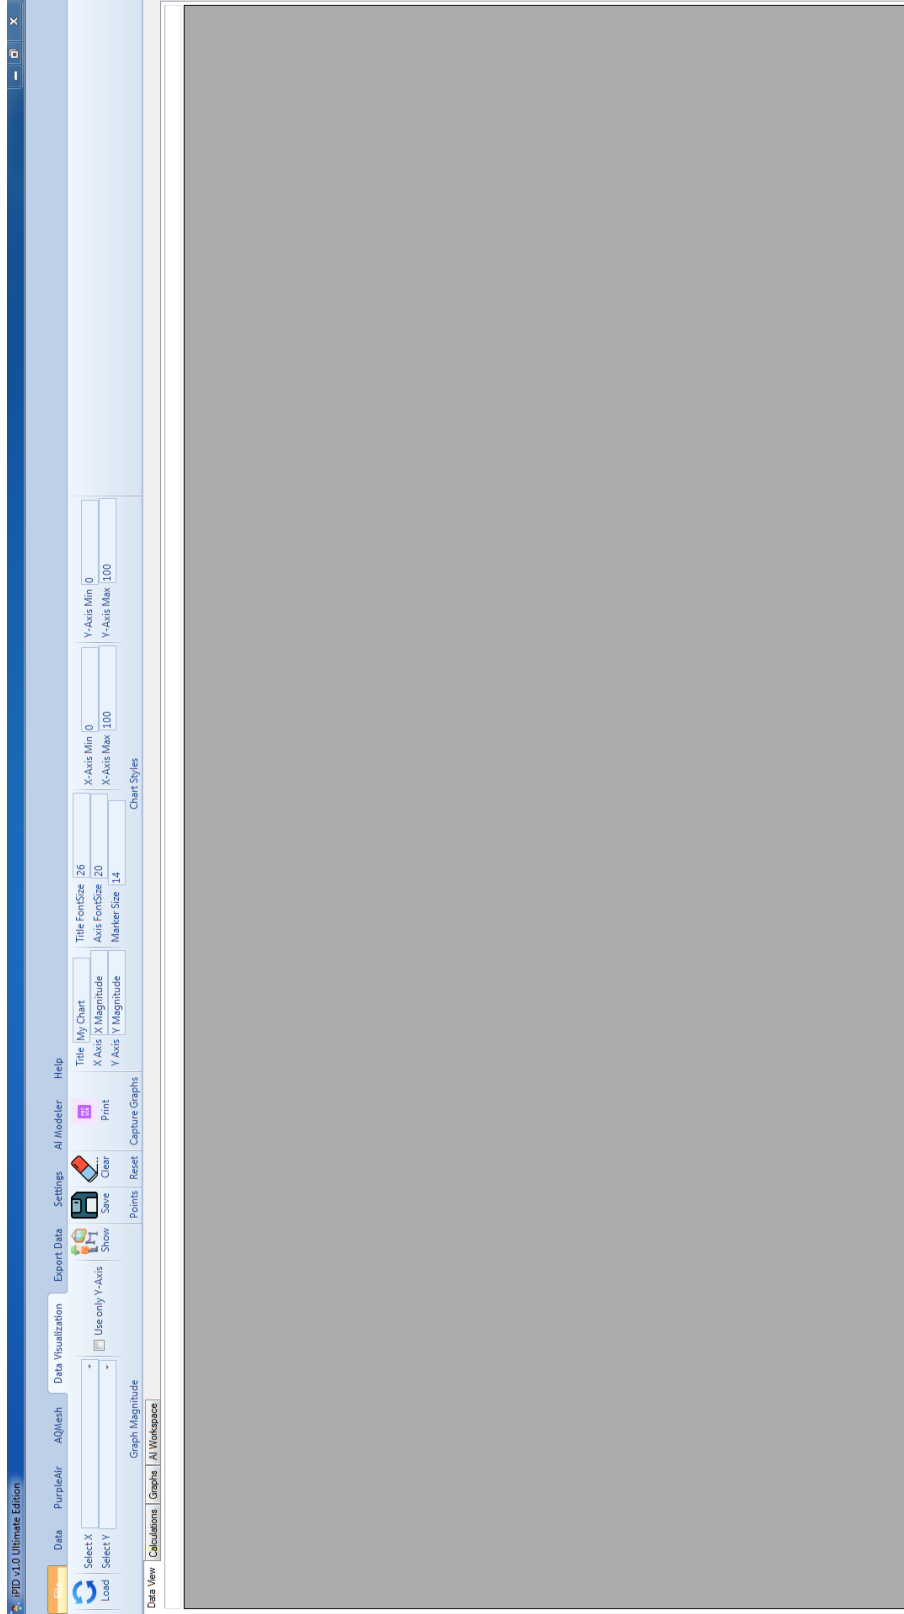 iPID v1.0 Ultimate Edition
File Data PurpleAir AQMesh Data Visualization Export Data Settings AI Modeler Help
Load
Select X
Select Y
Use only Y-Axis
Show
Graph Magnitude
Save
Points
Clear
Reset
Print
Capture Graphs
Title My Chart
X Axis X Magnitude
Y Axis Y Magnitude
Title FontSize 26
Axis FontSize 20
Marker Size 14
X-Axis Min 0
X-Axis Max 100
Y-Axis Min 0
Y-Axis Max 100
Chart Styles
Data View Calculations Graphs AI Workspace